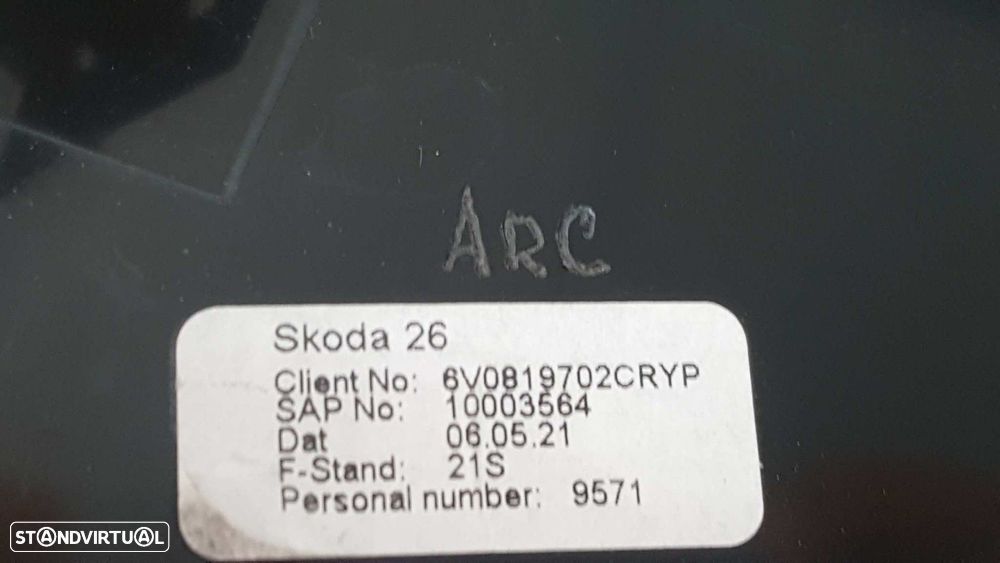 ARC
Skoda 26
Client No: 6V0819702CRYP
SAP No: 10003564
Dat 06.05.21
F-Stand: 21S
Personal number: 9571
STANDVIRTUAL